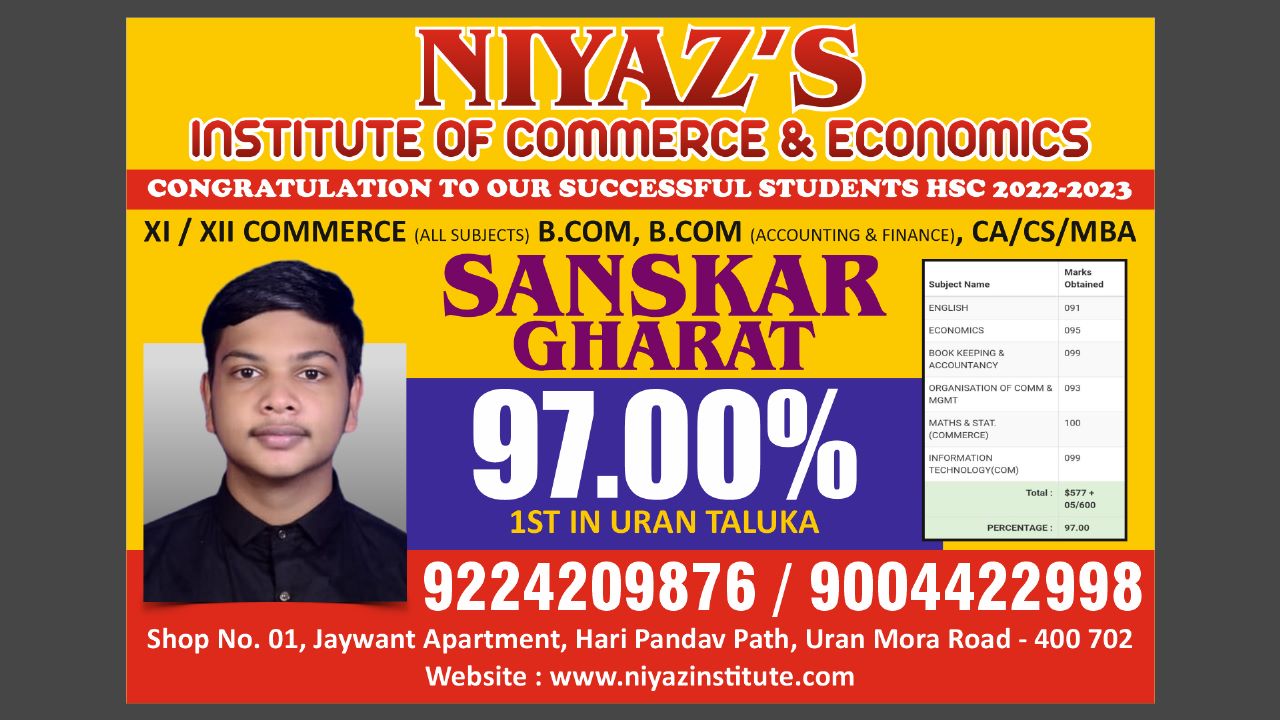 NIYAZ'S
INSTITUTE OF COMMERCE & ECONOMICS
CONGRATULATION TO OUR SUCCESSFUL STUDENTS HSC 2022-2023
XI / XII COMMERCE (ALL SUBJECTS) B.COM, B.COM (ACCOUNTING & FINANCE), CA/CS/MBA
SANSKAR
GHARAT
97.00%
1ST IN URAN TALUKA
Subject Name Marks Obtained
ENGLISH 091
ECONOMICS 095
BOOK KEEPING & ACCOUNTANCY 099
ORGANISATION OF COMM & MGMT 093
MATHS & STAT. (COMMERCE) 100
INFORMATION TECHNOLOGY(COM) 099
Total : $577 + 05/600
PERCENTAGE : 97.00
9224209876 / 9004422998
Shop No. 01, Jaywant Apartment, Hari Pandav Path, Uran Mora Road - 400 702
Website : www.niyazinstitute.com